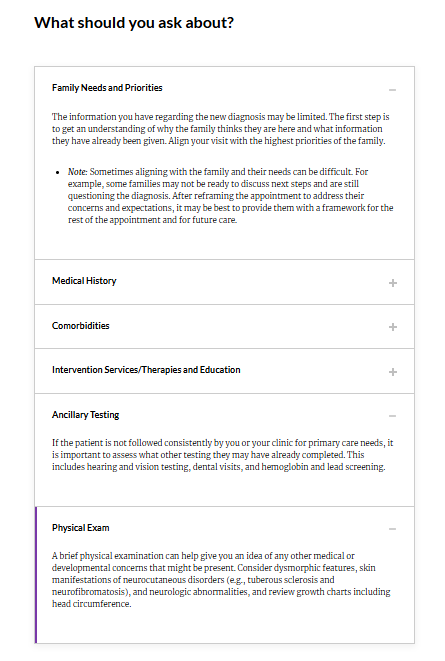 What should you ask about?
Family Needs and Priorities
The information you have regarding the new diagnosis may be limited. The first step is
to get an understanding of why the family thinks they are here and what information
they have already been given. Align your visit with the highest priorities of the family.
• Note: Sometimes aligning with the family and their needs can be difficult. For
example, some families may not be ready to discuss next steps and are still
questioning the diagnosis. After reframing the appointment to address their
concerns and expectations, it may be best to provide them with a framework for the
rest of the appointment and for future care.
Medical History
Comorbidities
Intervention Services/Therapies and Education
Ancillary Testing
If the patient is not followed consistently by you or your clinic for primary care needs, it
is important to assess what other testing they may have already completed. This
includes hearing and vision testing, dental visits, and hemoglobin and lead screening.
Physical Exam
A brief physical examination can help give you an idea of any other medical or
developmental concerns that might be present. Consider dysmorphic features, skin
manifestations of neurocutaneous disorders (e.g., tuberous sclerosis and
neurofibromatosis), and neurologic abnormalities, and review growth charts including
head circumference.